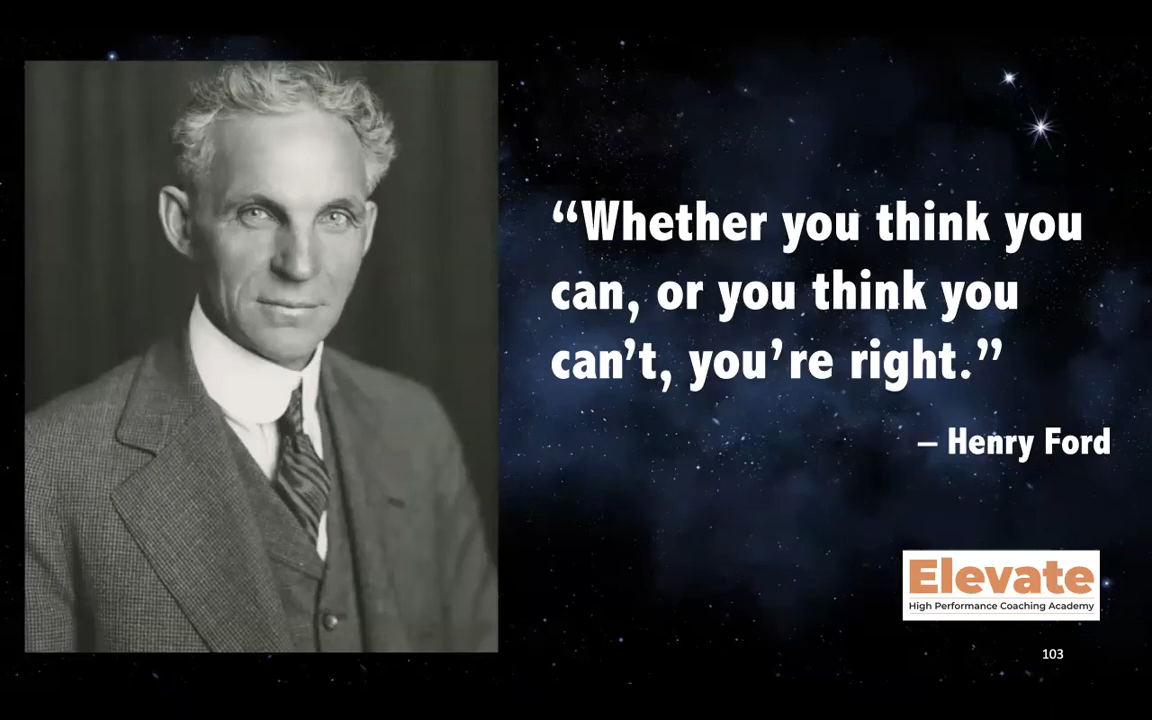 “Whether you think you
can, or you think you
can’t, you’re right.”
– Henry Ford
Elevate
High Performance Coaching Academy
103